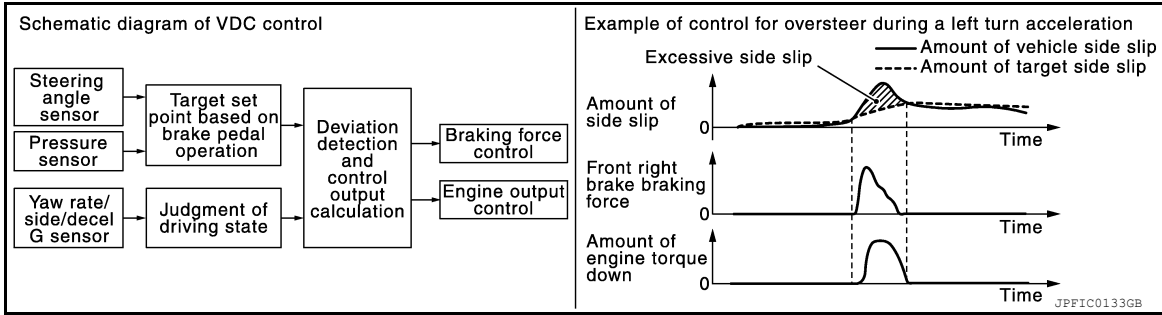 Schematic diagram of VDC control
Steering
angle
sensor
Pressure
sensor
Target set
point based on
brake pedal
operation
Yaw rate/
side/decel
G sensor
Judgment of
driving state
Deviation
detection
and
control
output
calculation
Braking force
control
Engine output
control
Example of control for oversteer during a left turn acceleration
Amount of vehicle side slip
Amount of target side slip
Excessive side slip
Amount of
side slip
0
Time
Front right
brake braking
force
0
Amount of
engine torque
down
0
Time
JPFIC0133GB